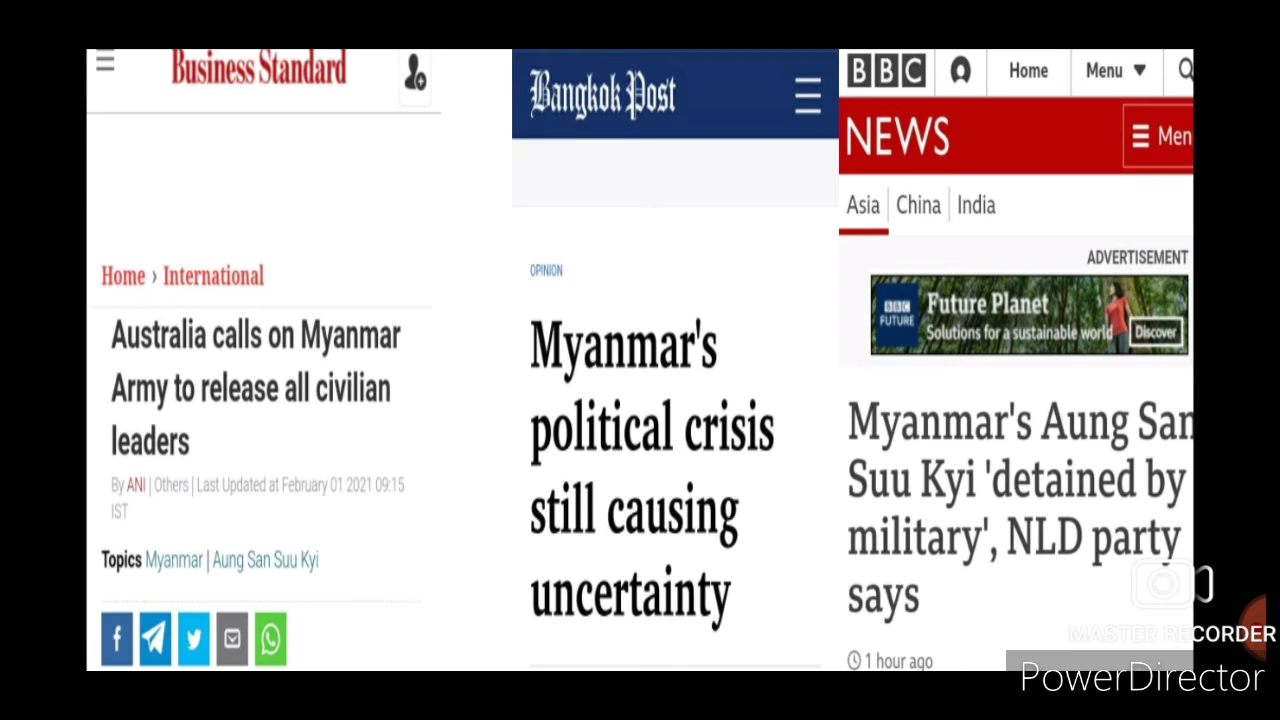 Business Standard
Home › International
Australia calls on Myanmar
Army to release all civilian
leaders
By ANI | Others | Last Updated at February 01 2021 09:15
IST
Topics Myanmar | Aung San Suu Kyi
Bangkok Post
OPINION
Myanmar's
political crisis
still causing
uncertainty
BBC Home Menu
NEWS
Men
Asia China India
ADVERTISEMENT
BBC
FUTURE
Future Planet
Solutions for a sustainable world
Discover
Myanmar's Aung San
Suu Kyi 'detained by
military', NLD party
says
1 hour ago
MASTER RECORDER
PowerDirector